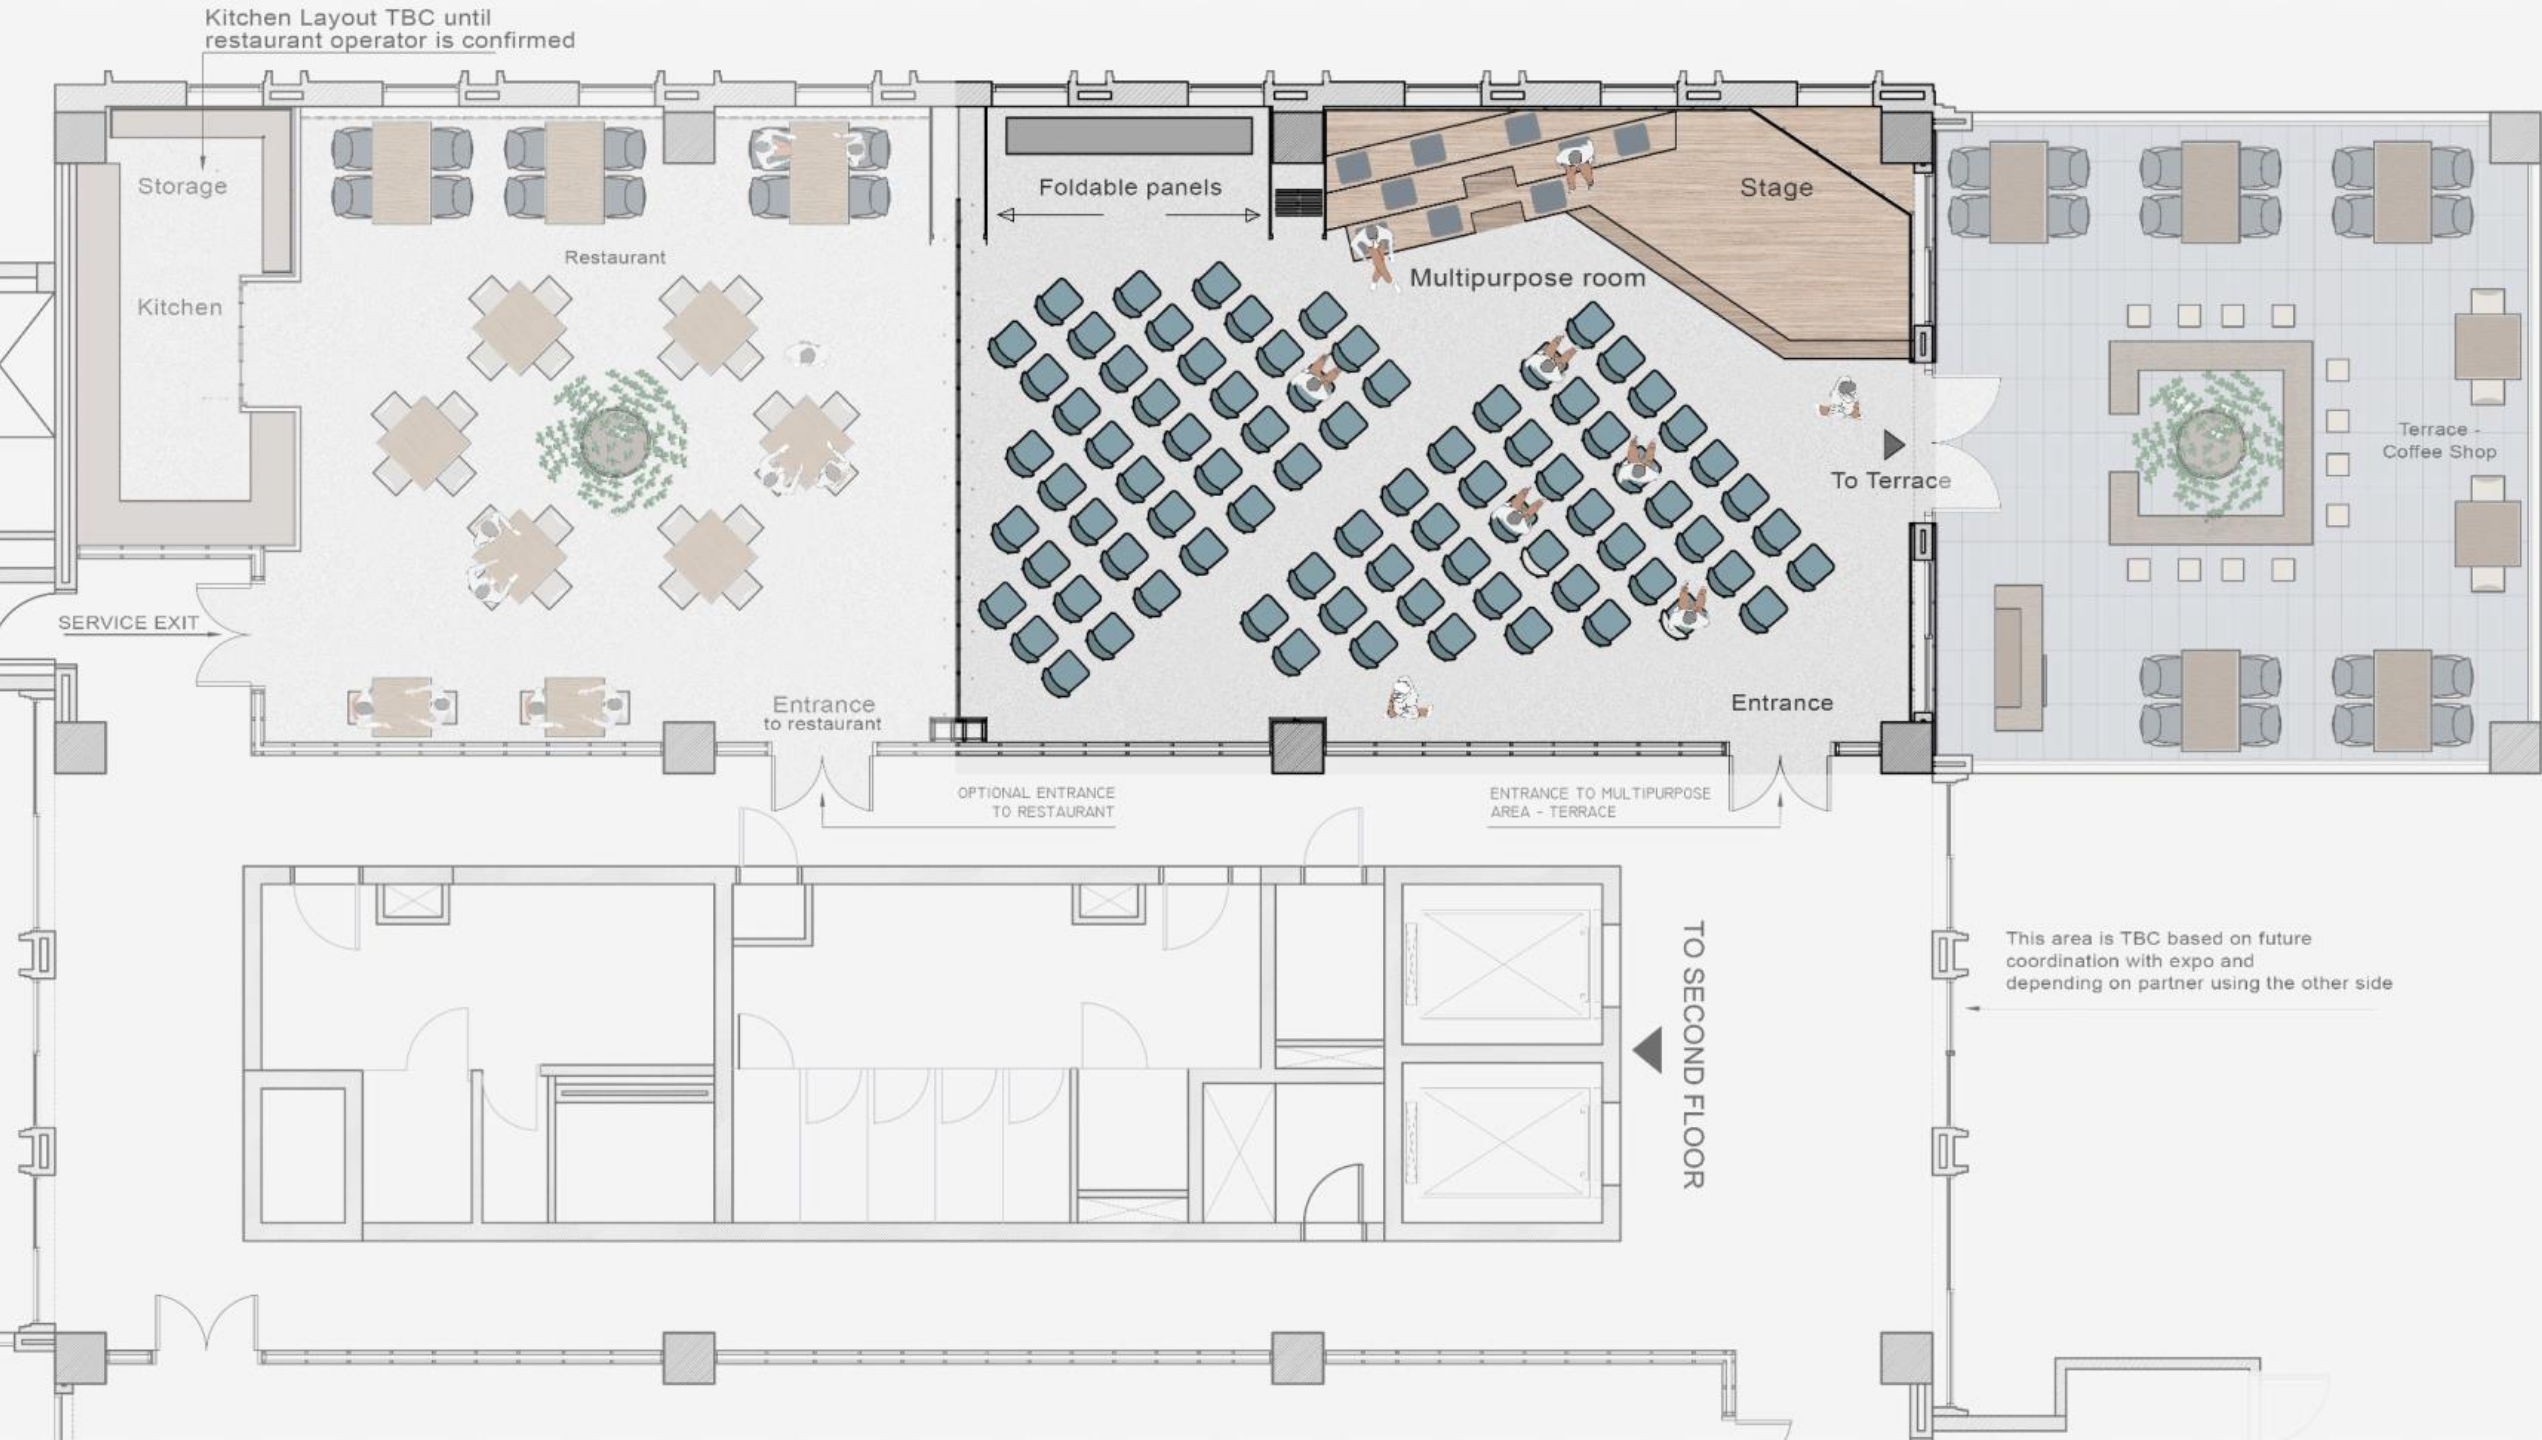 Kitchen Layout TBC until
restaurant operator is confirmed
Storage
Kitchen
Restaurant
Foldable panels
Stage
Multipurpose room
To Terrace
Terrace -
Coffee Shop
SERVICE EXIT
Entrance
to restaurant
Entrance
OPTIONAL ENTRANCE
TO RESTAURANT
ENTRANCE TO MULTIPURPOSE
AREA - TERRACE
TO SECOND FLOOR
This area is TBC based on future
coordination with expo and
depending on partner using the other side